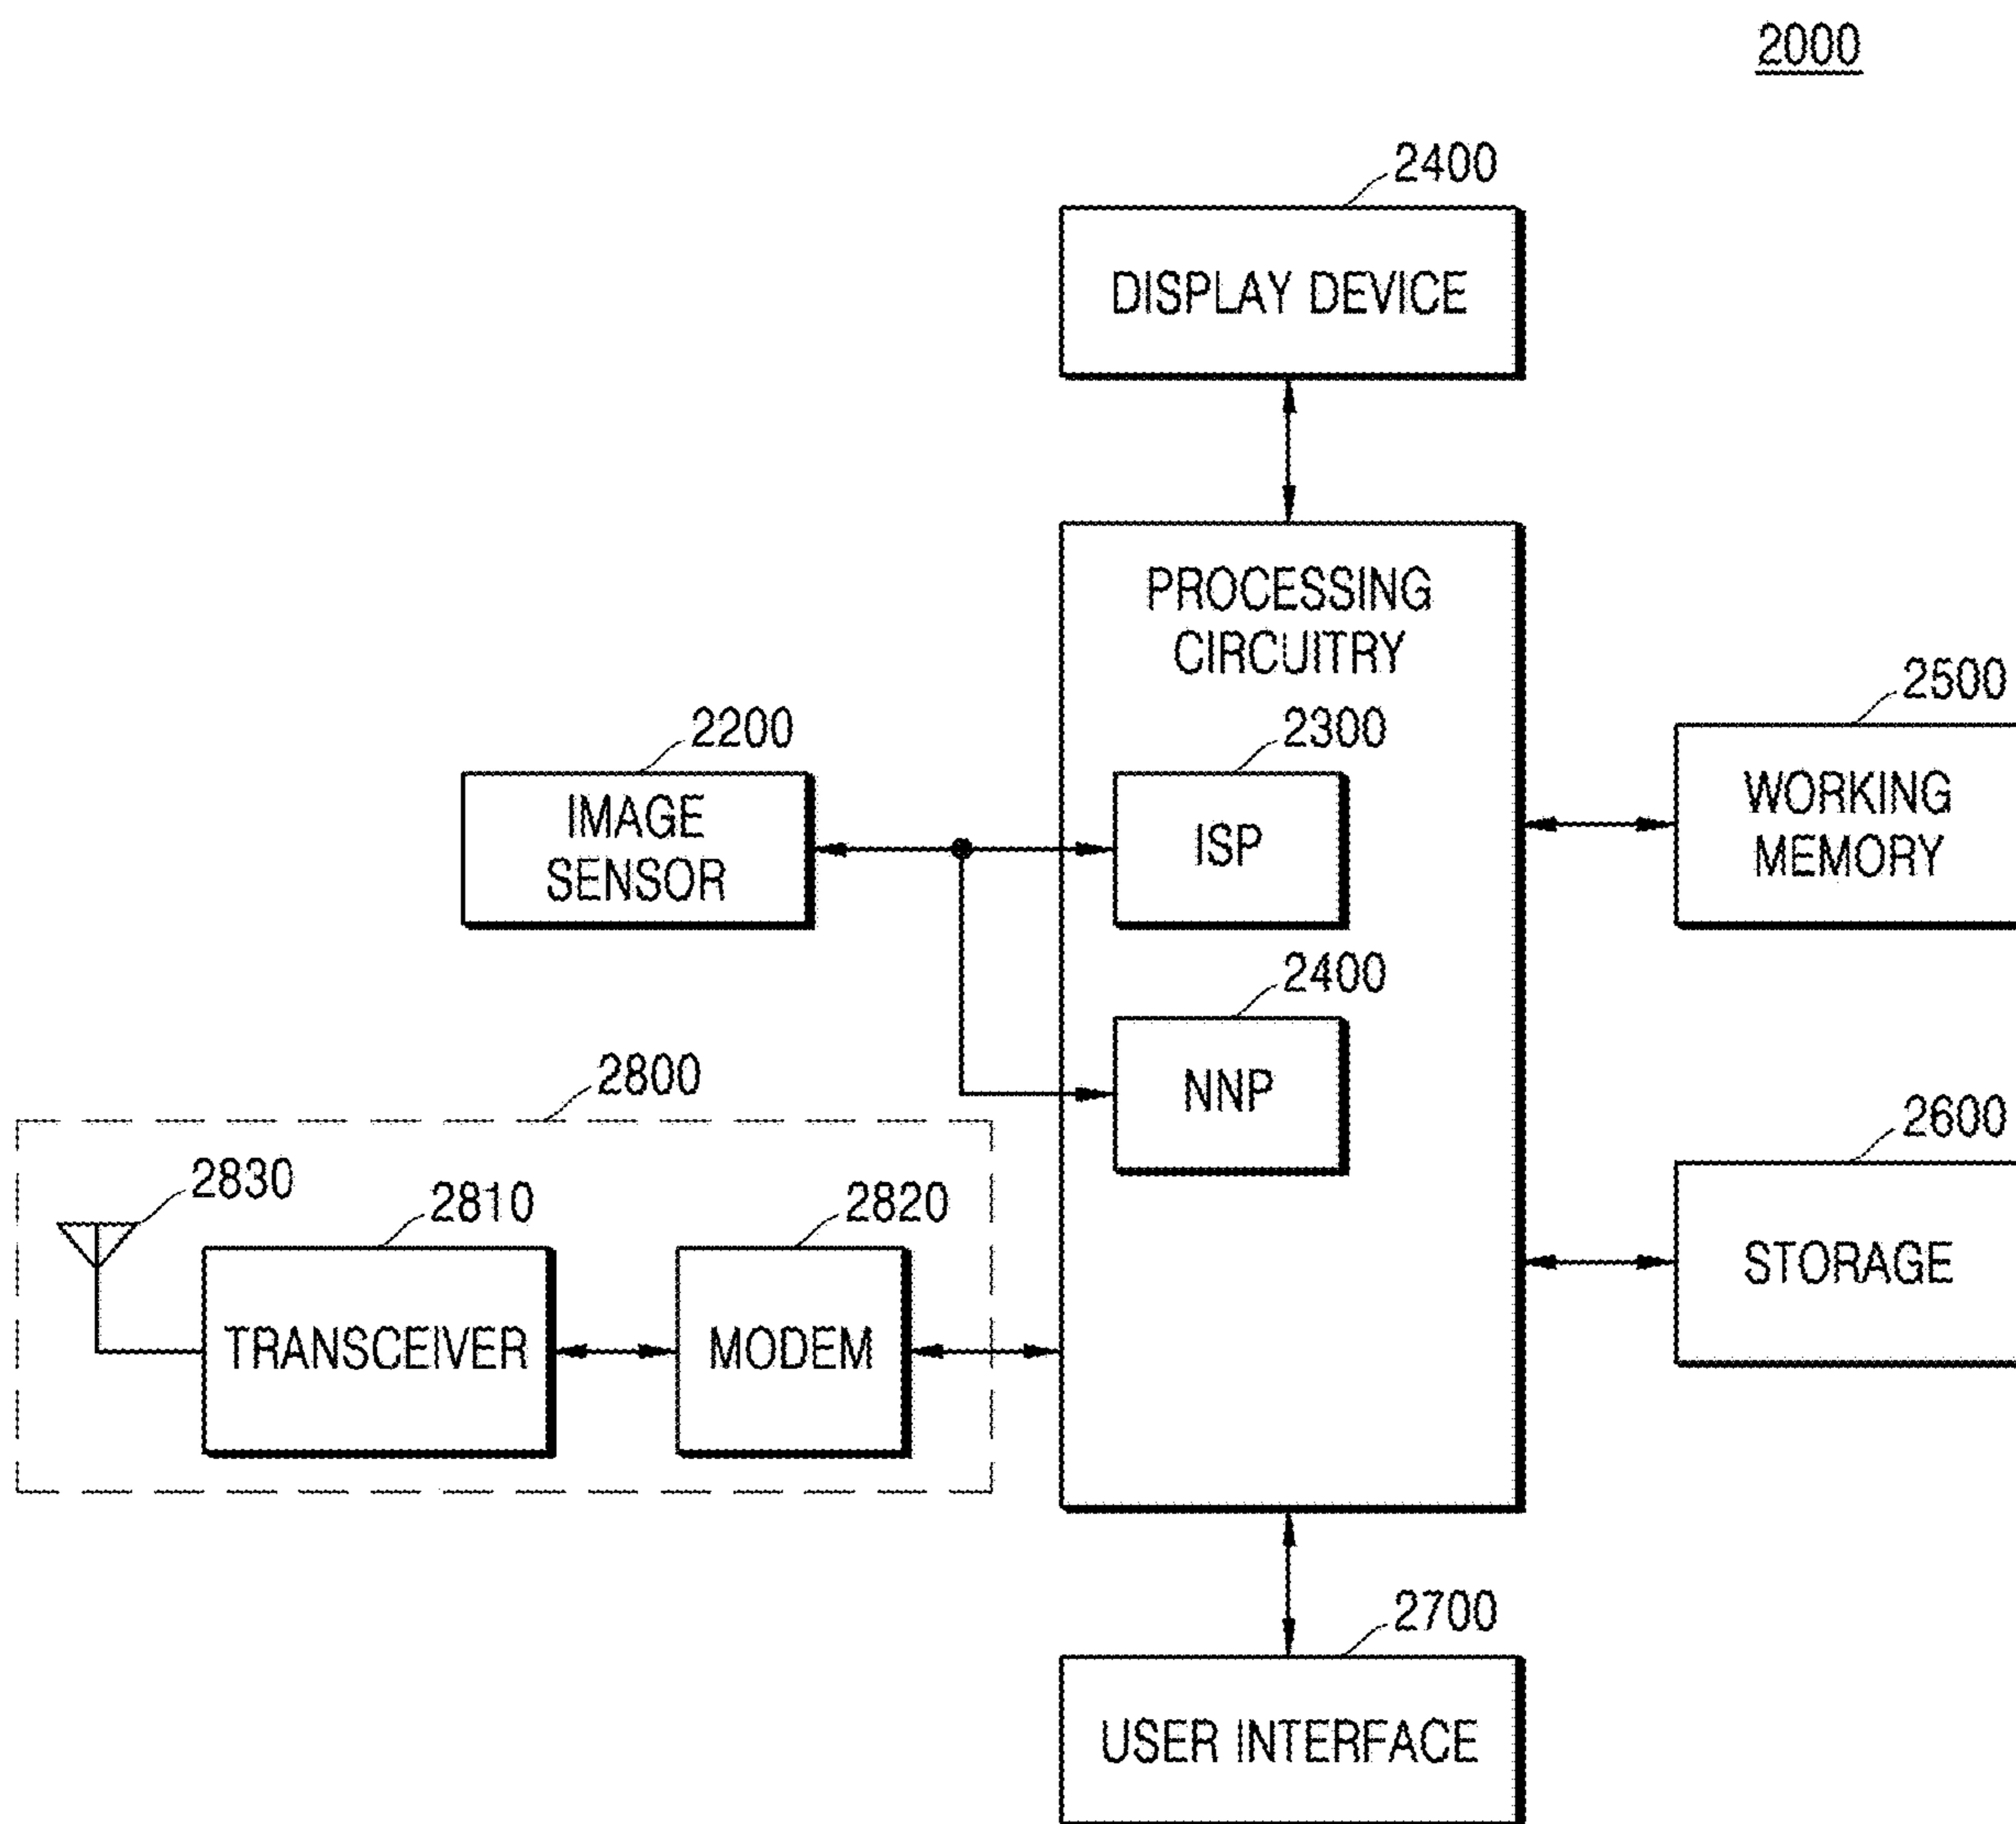 2000
2400
DISPLAY DEVICE
PROCESSING
CIRCUITRY
2200
IMAGE
SENSOR
2300
ISP
2400
NNP
2500
WORKING
MEMORY
2600
STORAGE
2800
2830
2810
TRANSCEIVER
2820
MODEM
2700
USER INTERFACE